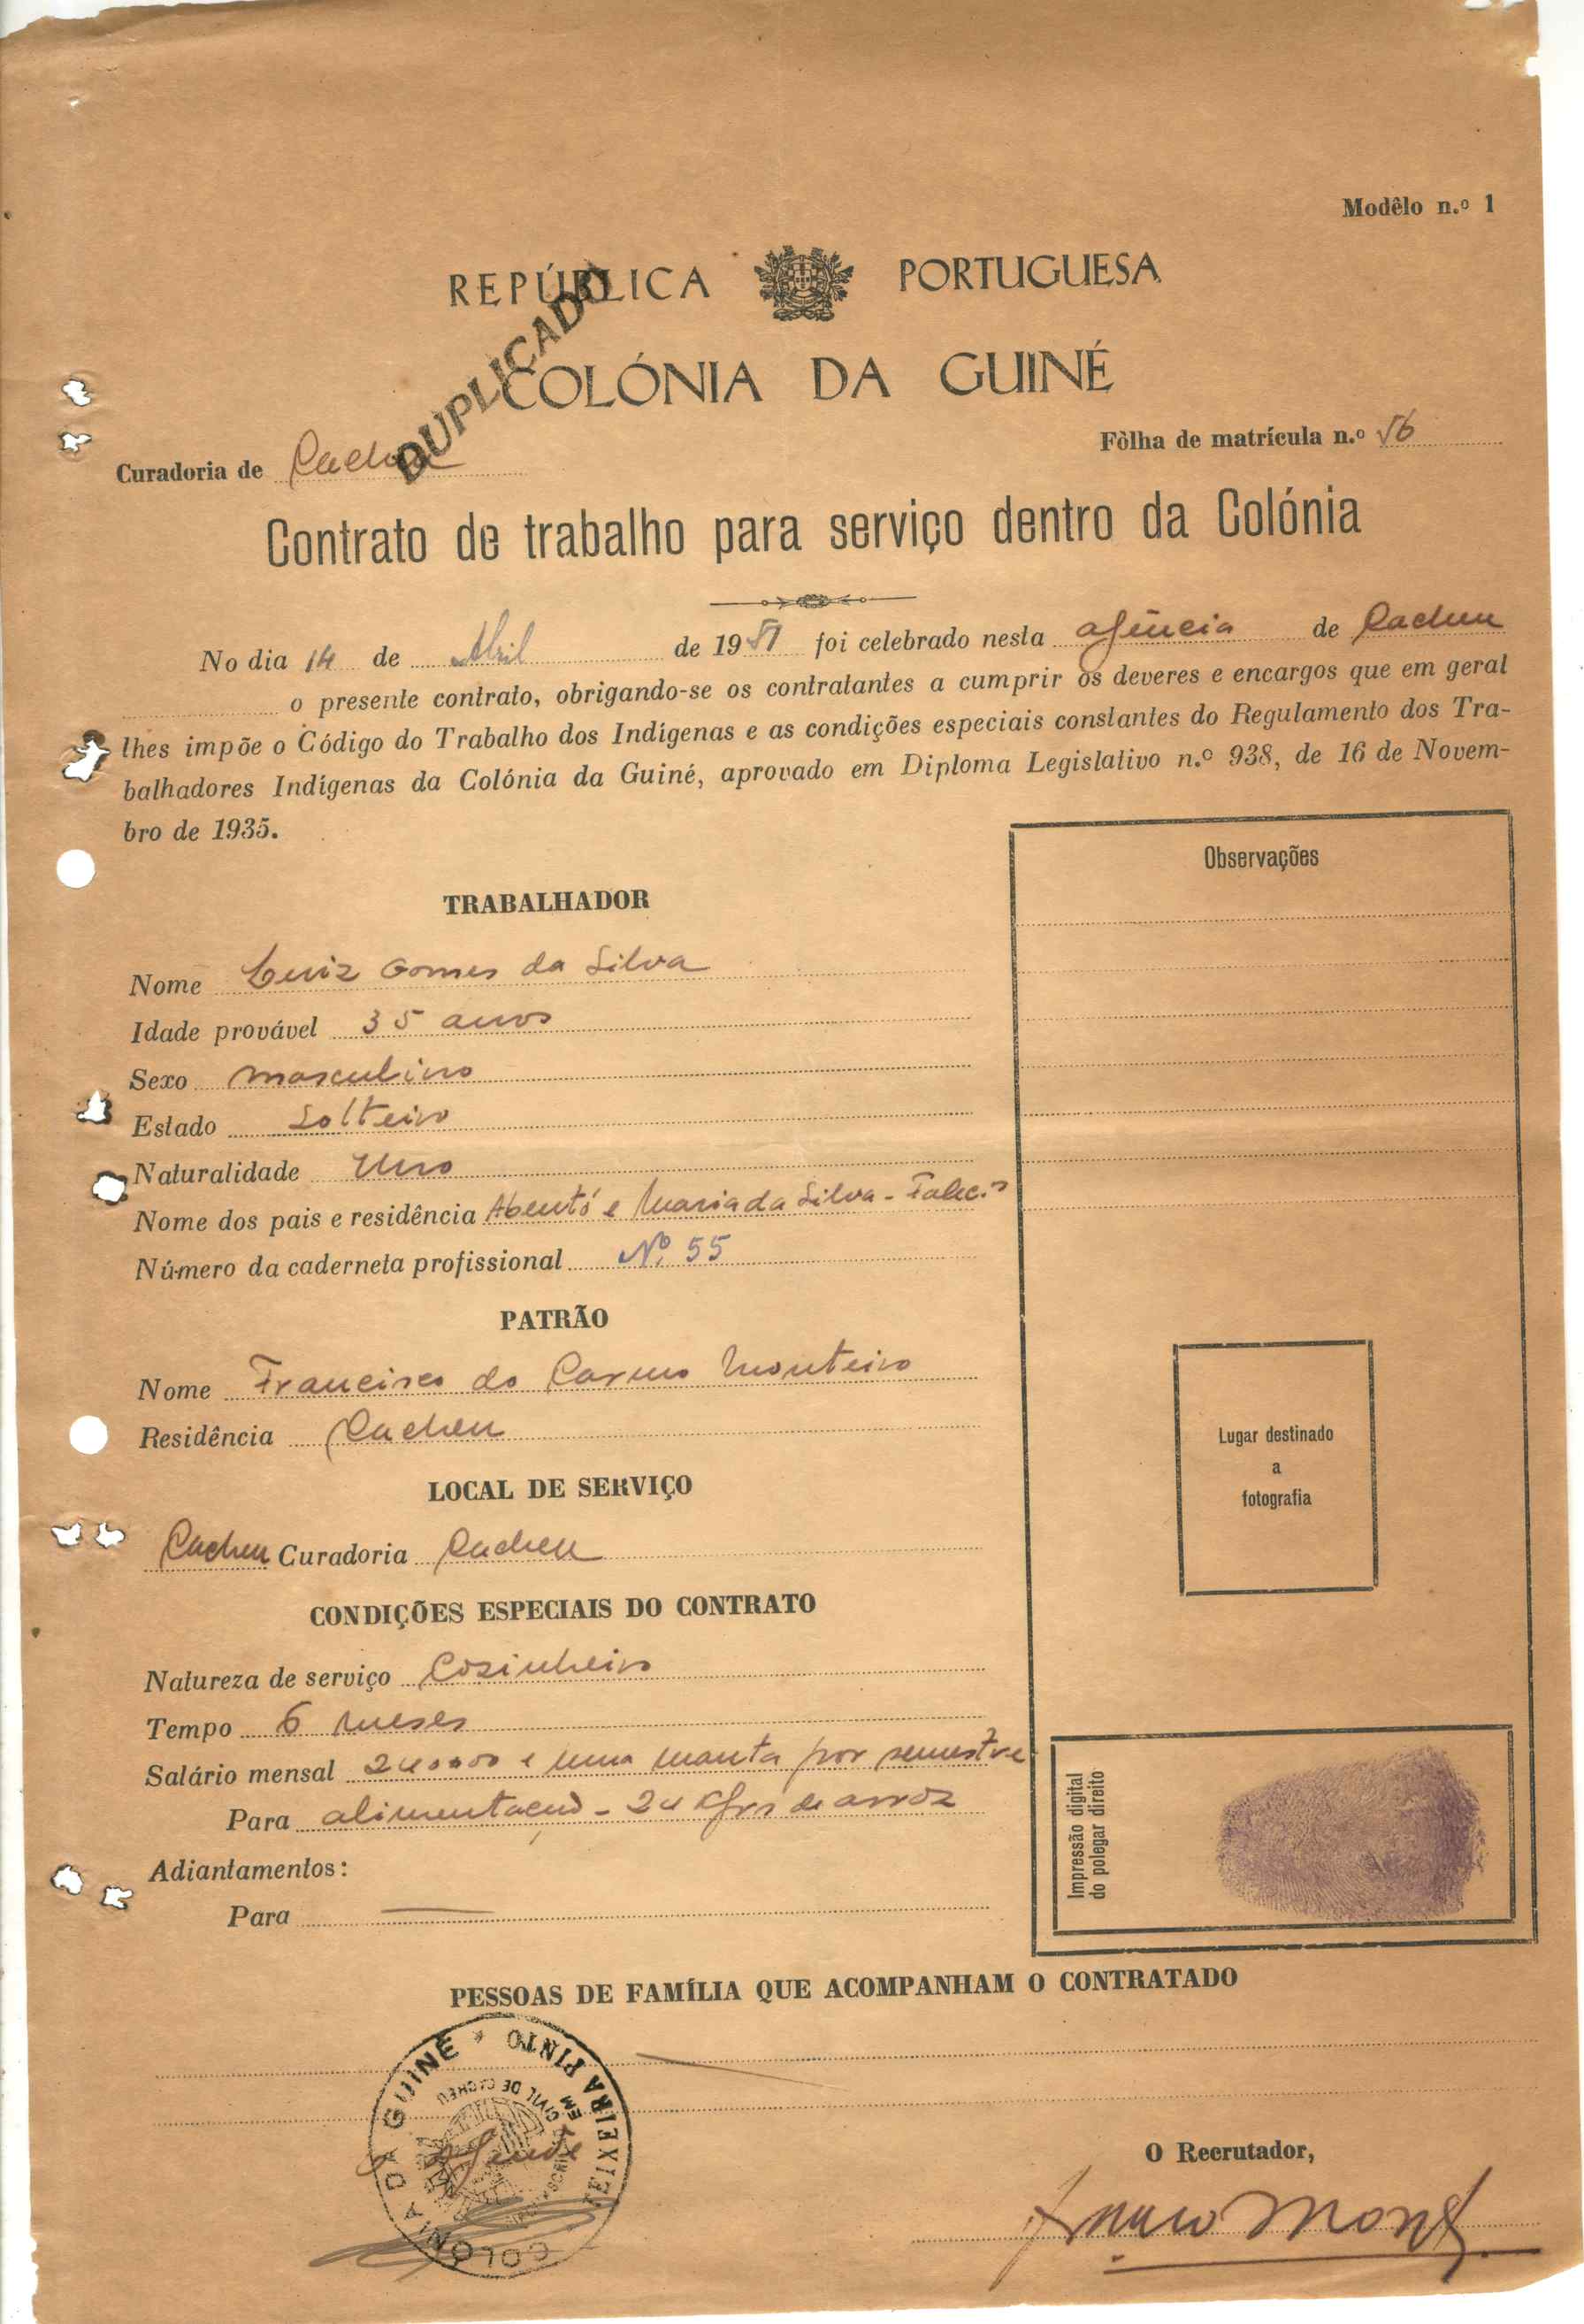 Modêlo n.º 1
REPÚBLICA PORTUGUESA
DUPLICADO
COLÓNIA DA GUINÉ
Fôlha de matrícula n.º 56
Curadoria de Cacheu
Contrato de trabalho para serviço dentro da Colónia
No dia 14 de Abril de 1951 foi celebrado nesta agência de Cacheu
o presente contrato, obrigando-se os contratantes a cumprir os deveres e encargos que em geral
lhes impõe o Código do Trabalho dos Indígenas e as condições especiais constantes do Regulamento dos Tra-
balhadores Indígenas da Colónia da Guiné, aprovado em Diploma Legislativo n.º 938, de 16 de Novem-
bro de 1935.
Observações
TRABALHADOR
Nome Luiz Gomes da Silva
Idade provável 35 anos
Sexo masculino
Estado Solteiro
Naturalidade
Nome dos pais e residência e Maria da Silva -
Número da caderneta profissional Nº 55
PATRÃO
Nome Francisco do Carmo Monteiro
Residência Cacheu
LOCAL DE SERVIÇO
Cacheu Curadoria Cacheu
Lugar destinado
a
fotografia
CONDIÇÕES ESPECIAIS DO CONTRATO
Natureza de serviço Cosinheiro
Tempo 6 meses
Salário mensal e uma manta por semestre
Para alimentação - 24 Kgrs de arroz
Adiantamentos:
Para
Impressão digital
do polegar direito
PESSOAS DE FAMÍLIA QUE ACOMPANHAM O CONTRATADO
COLÓNIA DA GUINÉ * TEIXEIRA PINTO
CIVIL DE CACHEU EM
O Agente
O Recrutador,